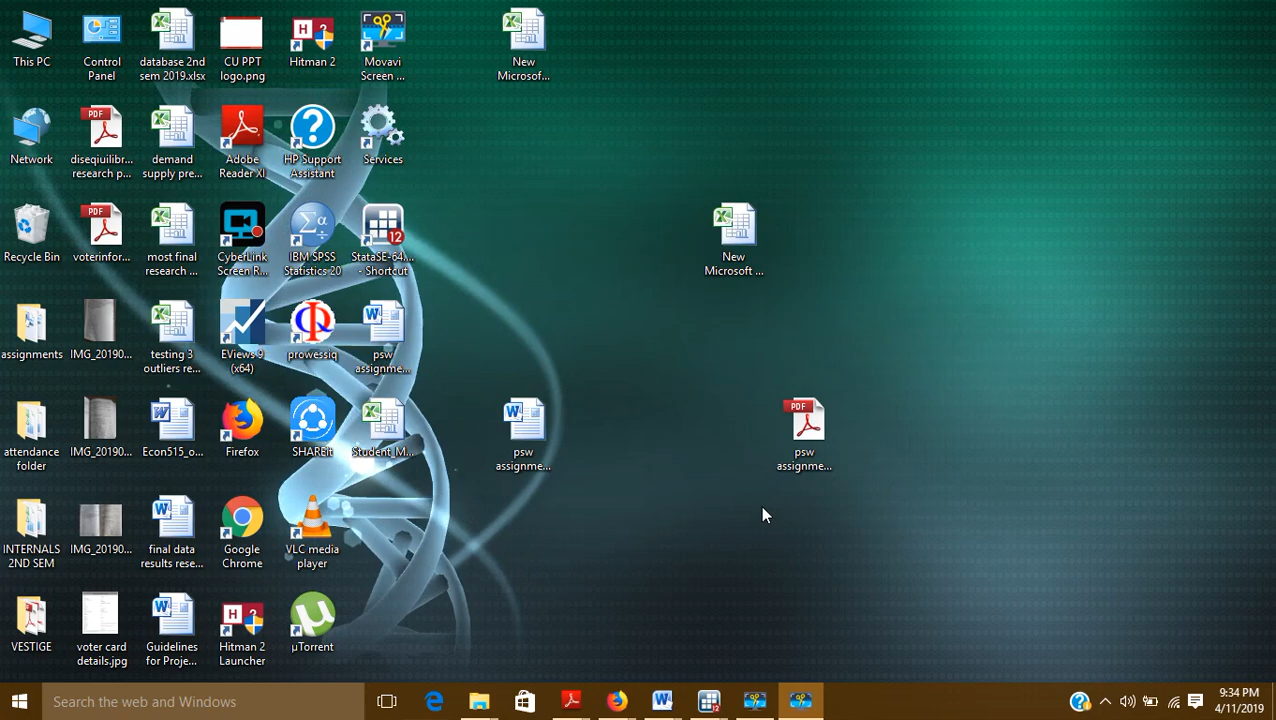 This PC
Control
Panel
database 2nd
sem 2019.xlsx
CU PPT
logo.png
Hitman 2
Movavi
Screen ...
New
Microsof...
Network
PDF
diseqiuilibr...
research p...
demand
supply pre...
Adobe
Reader XI
HP Support
Assistant
Services
Recycle Bin
PDF
voterinfor...
most final
research ...
CyberLink
Screen R...
IBM SPSS
Statistics 20
12
StataSE-64....
- Shortcut
New
Microsoft ...
assignments
IMG_20190...
testing 3
outliers re...
EViews 9
(x64)
prowessiq
psw
assignme...
attendance
folder
IMG_20190...
Econ515_o...
Firefox
SHAREit
Student_M...
psw
assignme...
PDF
psw
assignme...
INTERNALS
2ND SEM
IMG_20190...
final data
results rese...
Google
Chrome
VLC media
player
VESTIGE
voter card
details.jpg
Guidelines
for Proje...
Hitman 2
Launcher
µTorrent
Search the web and Windows
9:34 PM
4/11/2019